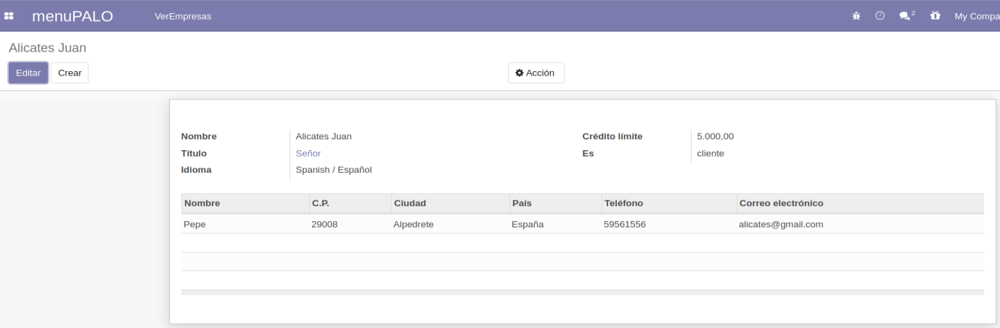 menuPALO VerEmpresas 2 My Compa
Alicates Juan
Editar Crear Acción
Nombre Alicates Juan Crédito límite 5.000,00
Título Señor Es cliente
Idioma Spanish / Español
Nombre C.P. Ciudad País Teléfono Correo electrónico
Pepe 29008 Alpedrete España 59561556 alicates@gmail.com